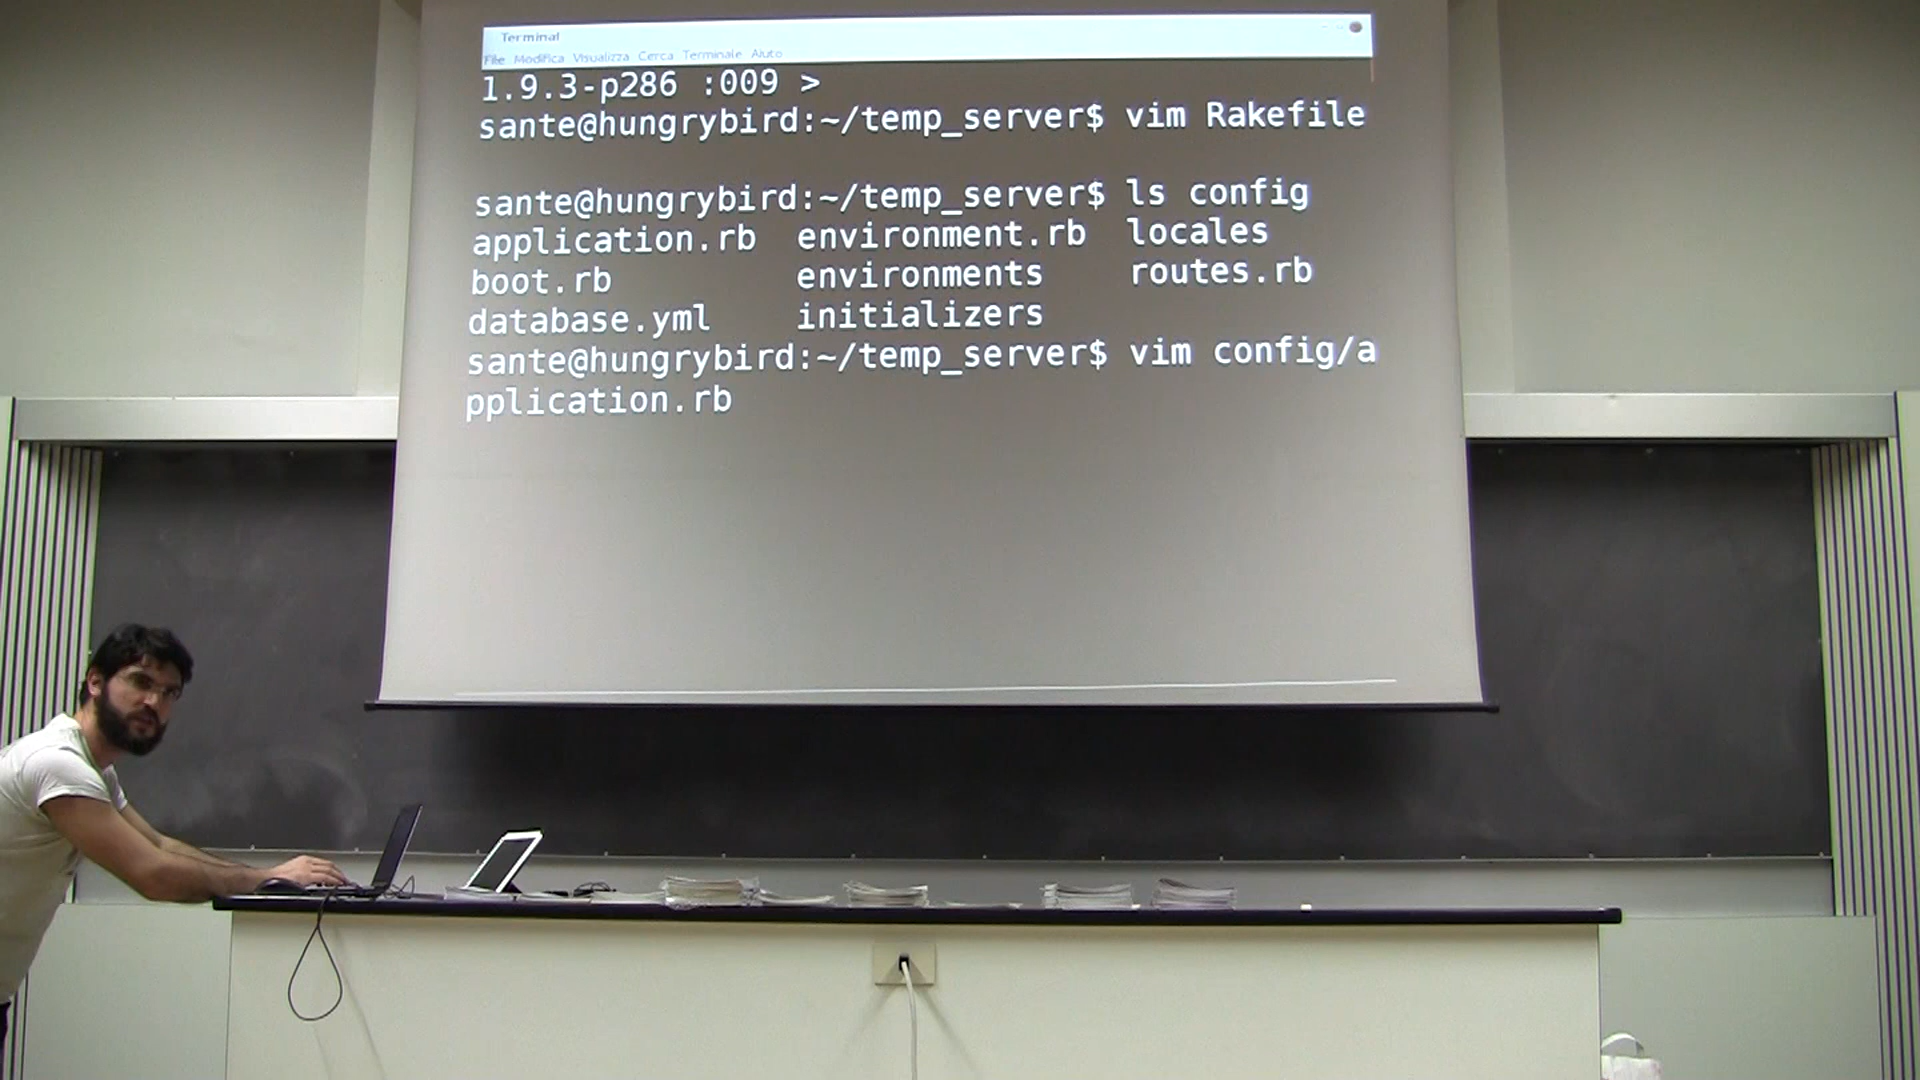 Terminal
File Modifica Visualizza Cerca Terminale Aiuto
1.9.3-p286 :009 >
sante@hungrybird:~/temp_server$ vim Rakefile
sante@hungrybird:~/temp_server$ ls config
application.rb environment.rb locales
boot.rb environments routes.rb
database.yml initializers
sante@hungrybird:~/temp_server$ vim config/a
pplication.rb